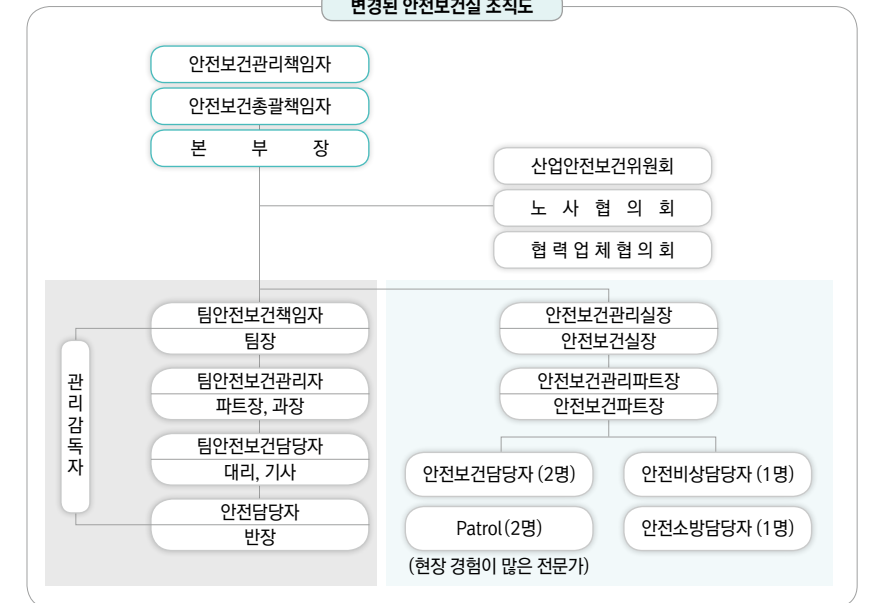 변경된 안전보건실 조직도
안전보건관리책임자
안전보건총괄책임자
본 부 장
산업안전보건위원회
노 사 협 의 회
협 력 업 체 협 의 회
관리감독자
팀안전보건책임자
팀장
팀안전보건관리자
파트장, 과장
팀안전보건담당자
대리, 기사
안전담당자
반장
안전보건관리실장
안전보건실장
안전보건관리파트장
안전보건파트장
안전보건담당자 (2명)
안전비상담당자 (1명)
Patrol(2명)
안전소방담당자 (1명)
(현장 경험이 많은 전문가)